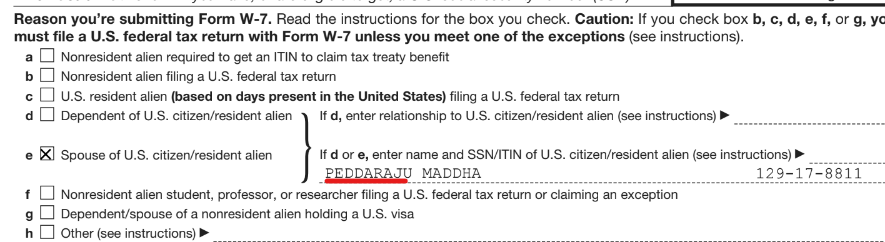 Reason you're submitting Form W-7. Read the instructions for the box you check. Caution: If you check box b, c, d, e, f, or g, yo
must file a U.S. federal tax return with Form W-7 unless you meet one of the exceptions (see instructions).
a ☐ Nonresident alien required to get an ITIN to claim tax treaty benefit
b ☐ Nonresident alien filing a U.S. federal tax return
c ☐ U.S. resident alien (based on days present in the United States) filing a U.S. federal tax return
d ☐ Dependent of U.S. citizen/resident alien } If d, enter relationship to U.S. citizen/resident alien (see instructions) ▶
e ☒ Spouse of U.S. citizen/resident alien If d or e, enter name and SSN/ITIN of U.S. citizen/resident alien (see instructions) ▶
PEDDARAJU MADDHA 129-17-8811
f ☐ Nonresident alien student, professor, or researcher filing a U.S. federal tax return or claiming an exception
g ☐ Dependent/spouse of a nonresident alien holding a U.S. visa
h ☐ Other (see instructions) ▶